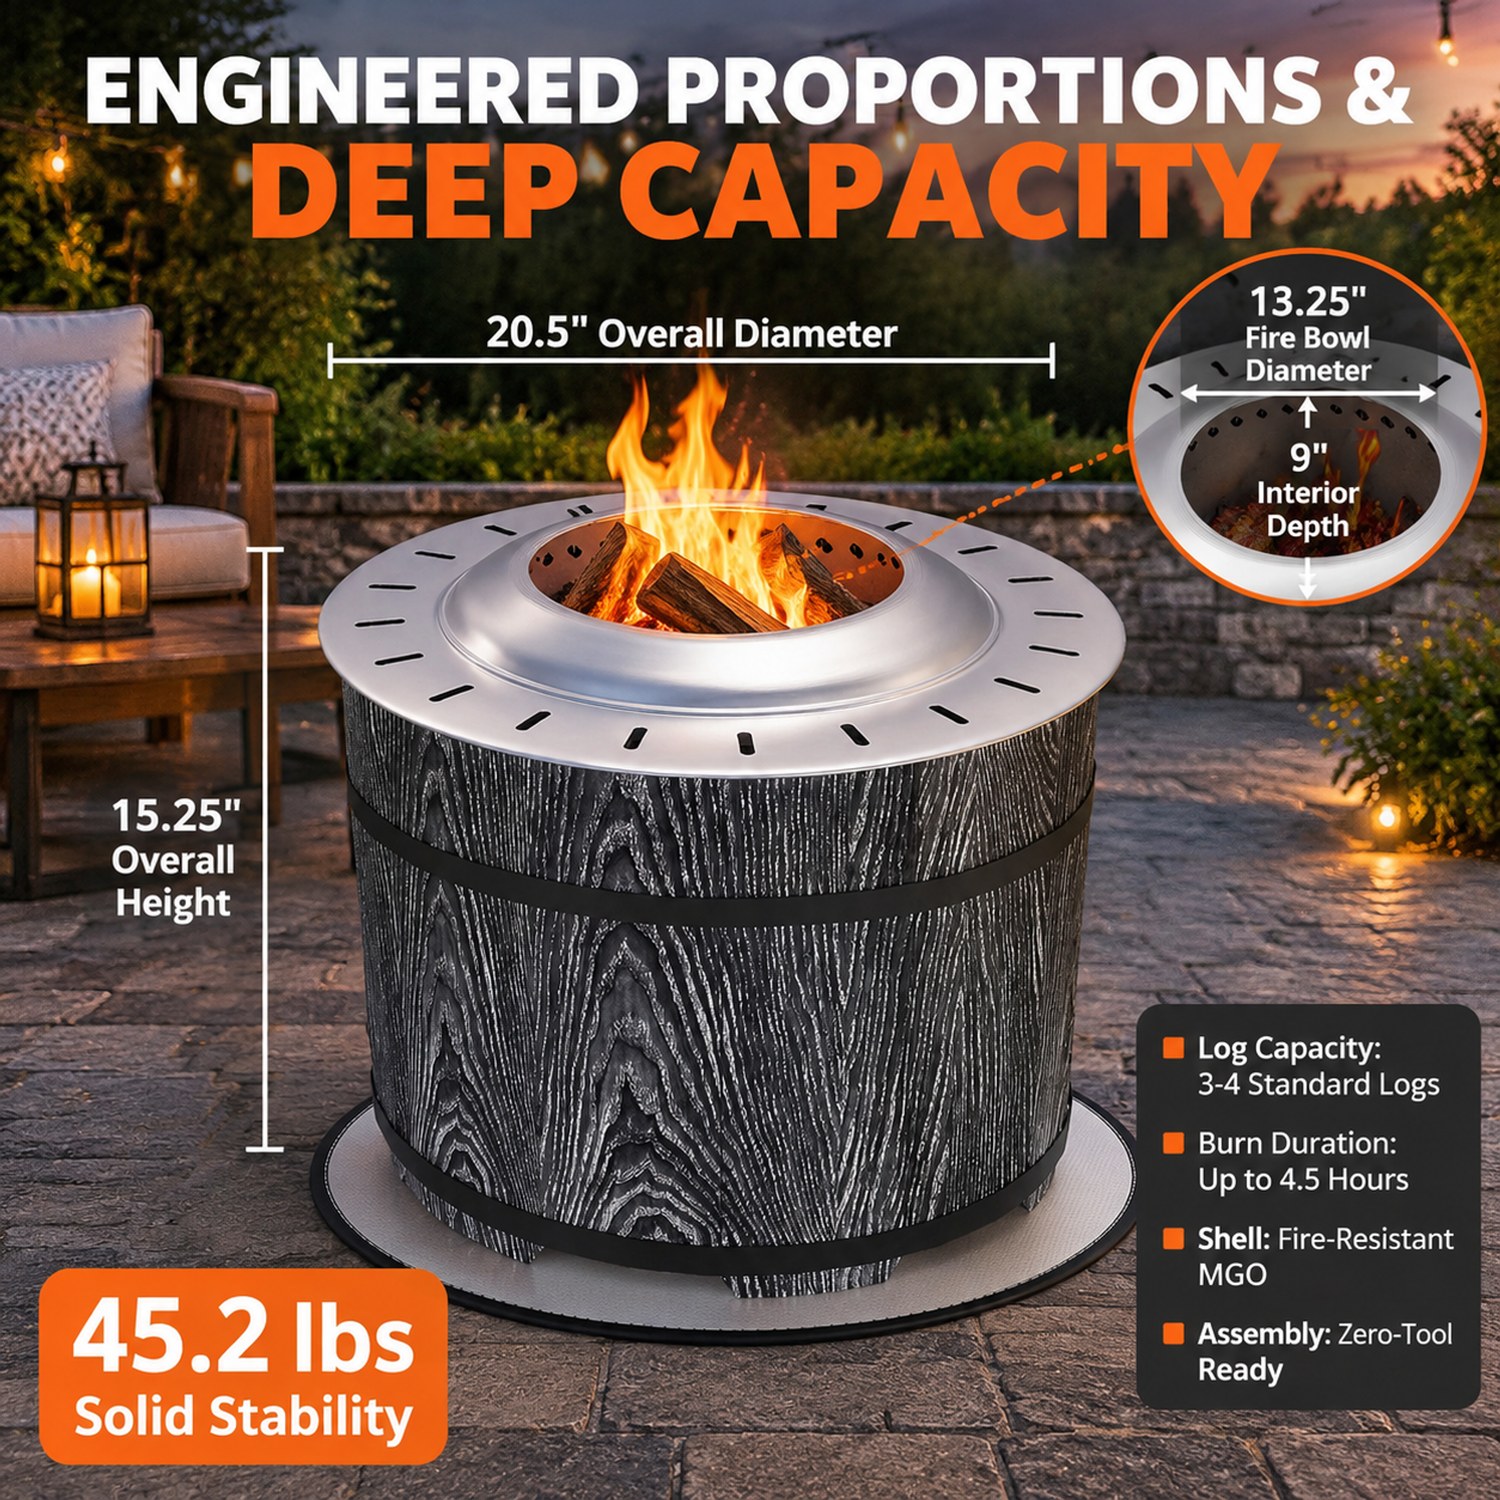 ENGINEERED PROPORTIONS &
DEEP CAPACITY
20.5" Overall Diameter
13.25"
Fire Bowl
Diameter
9"
Interior
Depth
15.25"
Overall
Height
Log Capacity:
3-4 Standard Logs
Burn Duration:
Up to 4.5 Hours
Shell: Fire-Resistant
MGO
Assembly: Zero-Tool
Ready
45.2 lbs
Solid Stability